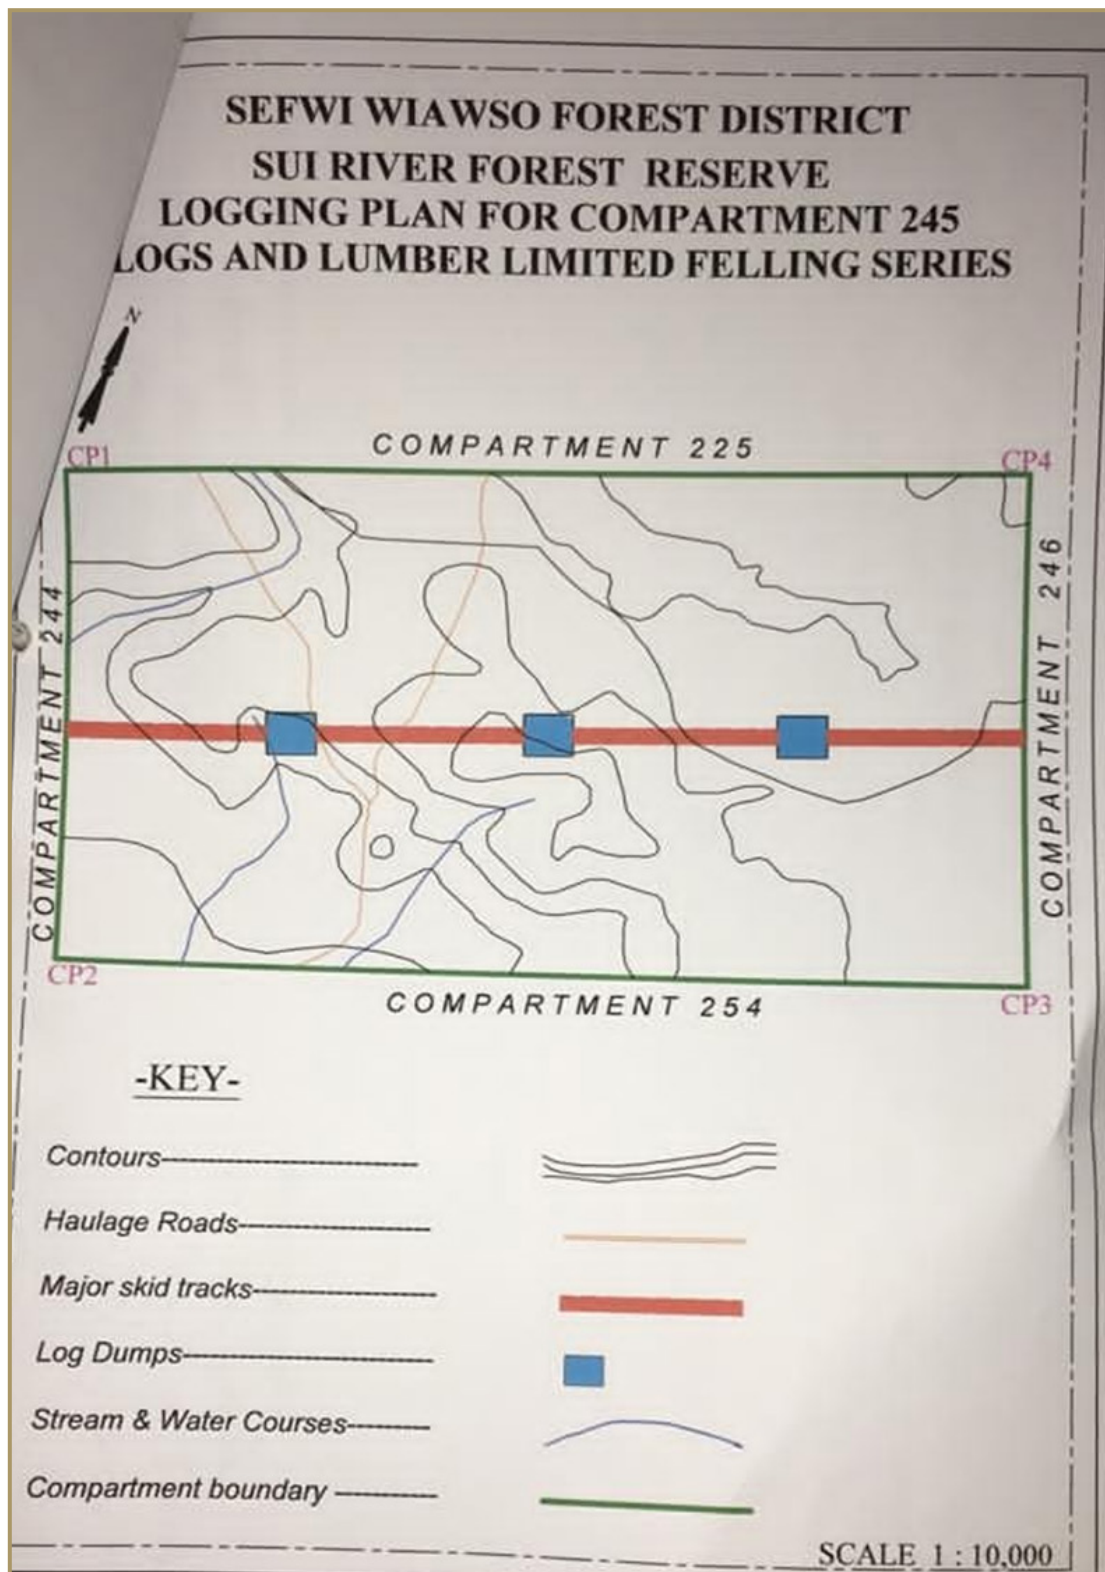 SEFWI WIAWSO FOREST DISTRICT
SUI RIVER FOREST RESERVE
LOGGING PLAN FOR COMPARTMENT 245
LOGS AND LUMBER LIMITED FELLING SERIES
N
COMPARTMENT 225
CP1
CP4
COMPARTMENT 244
COMPARTMENT 246
CP2
CP3
COMPARTMENT 254
-KEY-
Contours
Haulage Roads
Major skid tracks
Log Dumps
Stream & Water Courses
Compartment boundary
SCALE 1 : 10,000